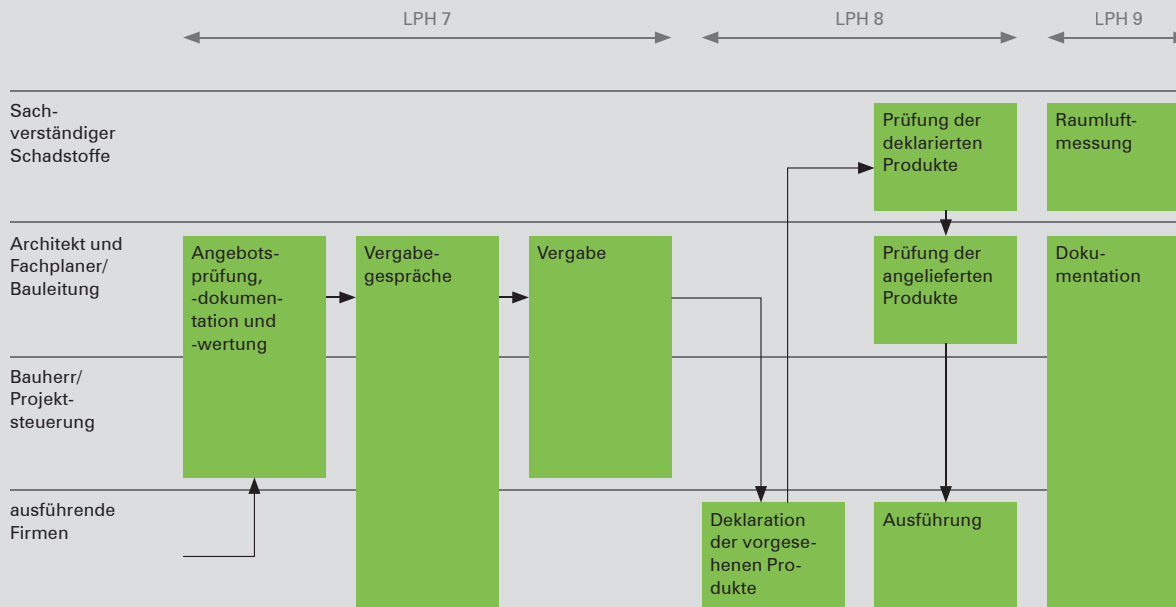 LPH 7
LPH 8
LPH 9
Sach-
verständiger
Schadstoffe
Prüfung der
deklarierten
Produkte
Raumluft-
messung
Architekt und
Fachplaner/
Bauleitung
Angebots-
prüfung,
-dokumen-
tation und
-wertung
Vergabe-
gespräche
Vergabe
Prüfung der
angelieferten
Produkte
Doku-
mentation
Bauherr/
Projekt-
steuerung
ausführende
Firmen
Deklaration
der vorgese-
henen Pro-
dukte
Ausführung